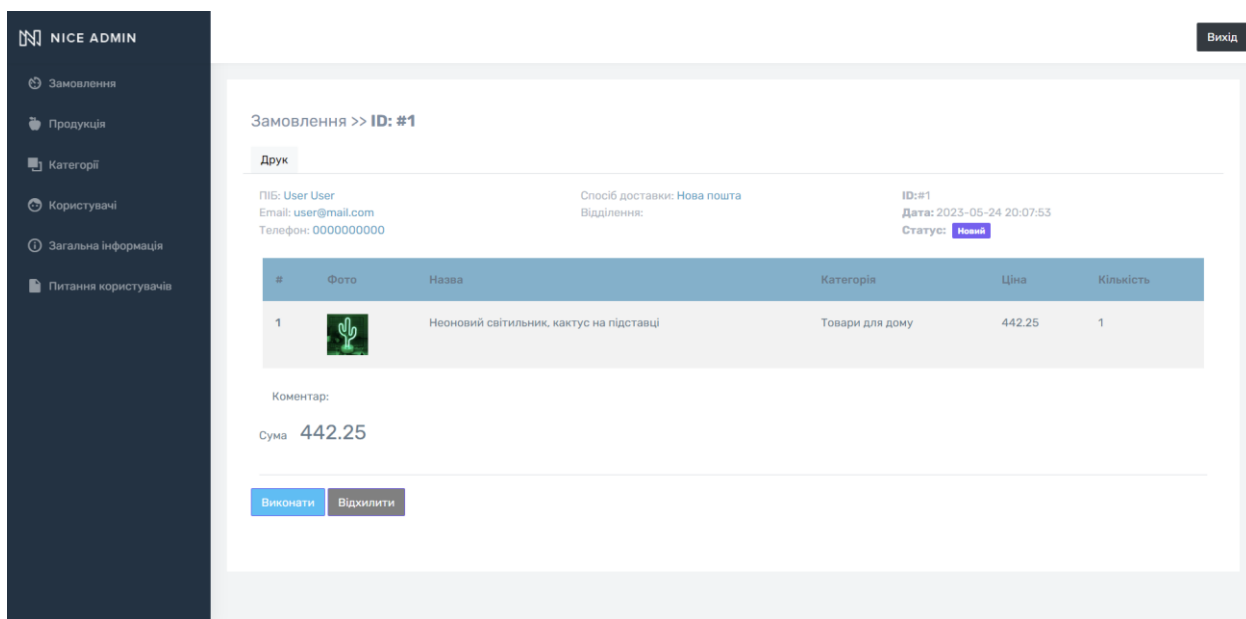 NICE ADMIN
Вихід
Замовлення
Продукція
Категорії
Користувачі
Загальна інформація
Питання користувачів
Замовлення >> ID: #1
Друк
ПІБ: User User
Email: user@mail.com
Телефон: 0000000000
Спосіб доставки: Нова пошта
Відділення:
ID:#1
Дата: 2023-05-24 20:07:53
Статус: Новий
# Фото Назва Категорія Ціна Кількість
1 Неоновий світильник, кактус на підставці Товари для дому 442.25 1
Коментар:
Сума 442.25
Виконати Відхилити